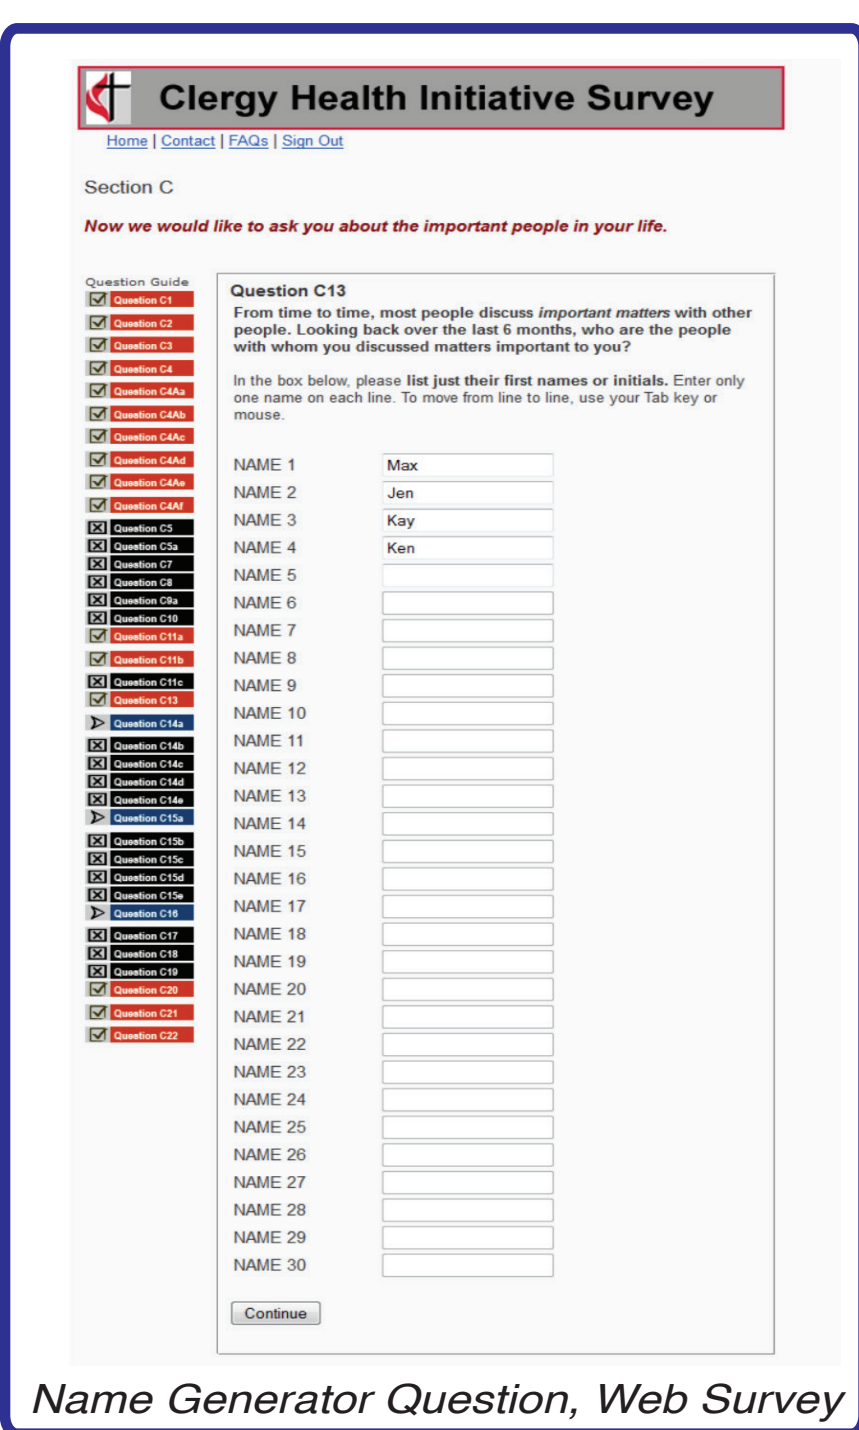 Clergy Health Initiative Survey
Home | Contact | FAQs | Sign Out
Section C
Now we would like to ask you about the important people in your life.
Question Guide
Question C1
Question C2
Question C3
Question C4
Question C4Aa
Question C4Ab
Question C4Ac
Question C4Ad
Question C4Ae
Question C4Af
Question C5
Question C5a
Question C7
Question C8
Question C9a
Question C10
Question C11a
Question C11b
Question C11c
Question C13
Question C14a
Question C14b
Question C14c
Question C14d
Question C14e
Question C15a
Question C15b
Question C15c
Question C15d
Question C15e
Question C16
Question C17
Question C18
Question C19
Question C20
Question C21
Question C22
Question C13
From time to time, most people discuss important matters with other
people. Looking back over the last 6 months, who are the people
with whom you discussed matters important to you?
In the box below, please list just their first names or initials. Enter only
one name on each line. To move from line to line, use your Tab key or
mouse.
NAME 1 Max
NAME 2 Jen
NAME 3 Kay
NAME 4 Ken
NAME 5
NAME 6
NAME 7
NAME 8
NAME 9
NAME 10
NAME 11
NAME 12
NAME 13
NAME 14
NAME 15
NAME 16
NAME 17
NAME 18
NAME 19
NAME 20
NAME 21
NAME 22
NAME 23
NAME 24
NAME 25
NAME 26
NAME 27
NAME 28
NAME 29
NAME 30
Continue
Name Generator Question, Web Survey